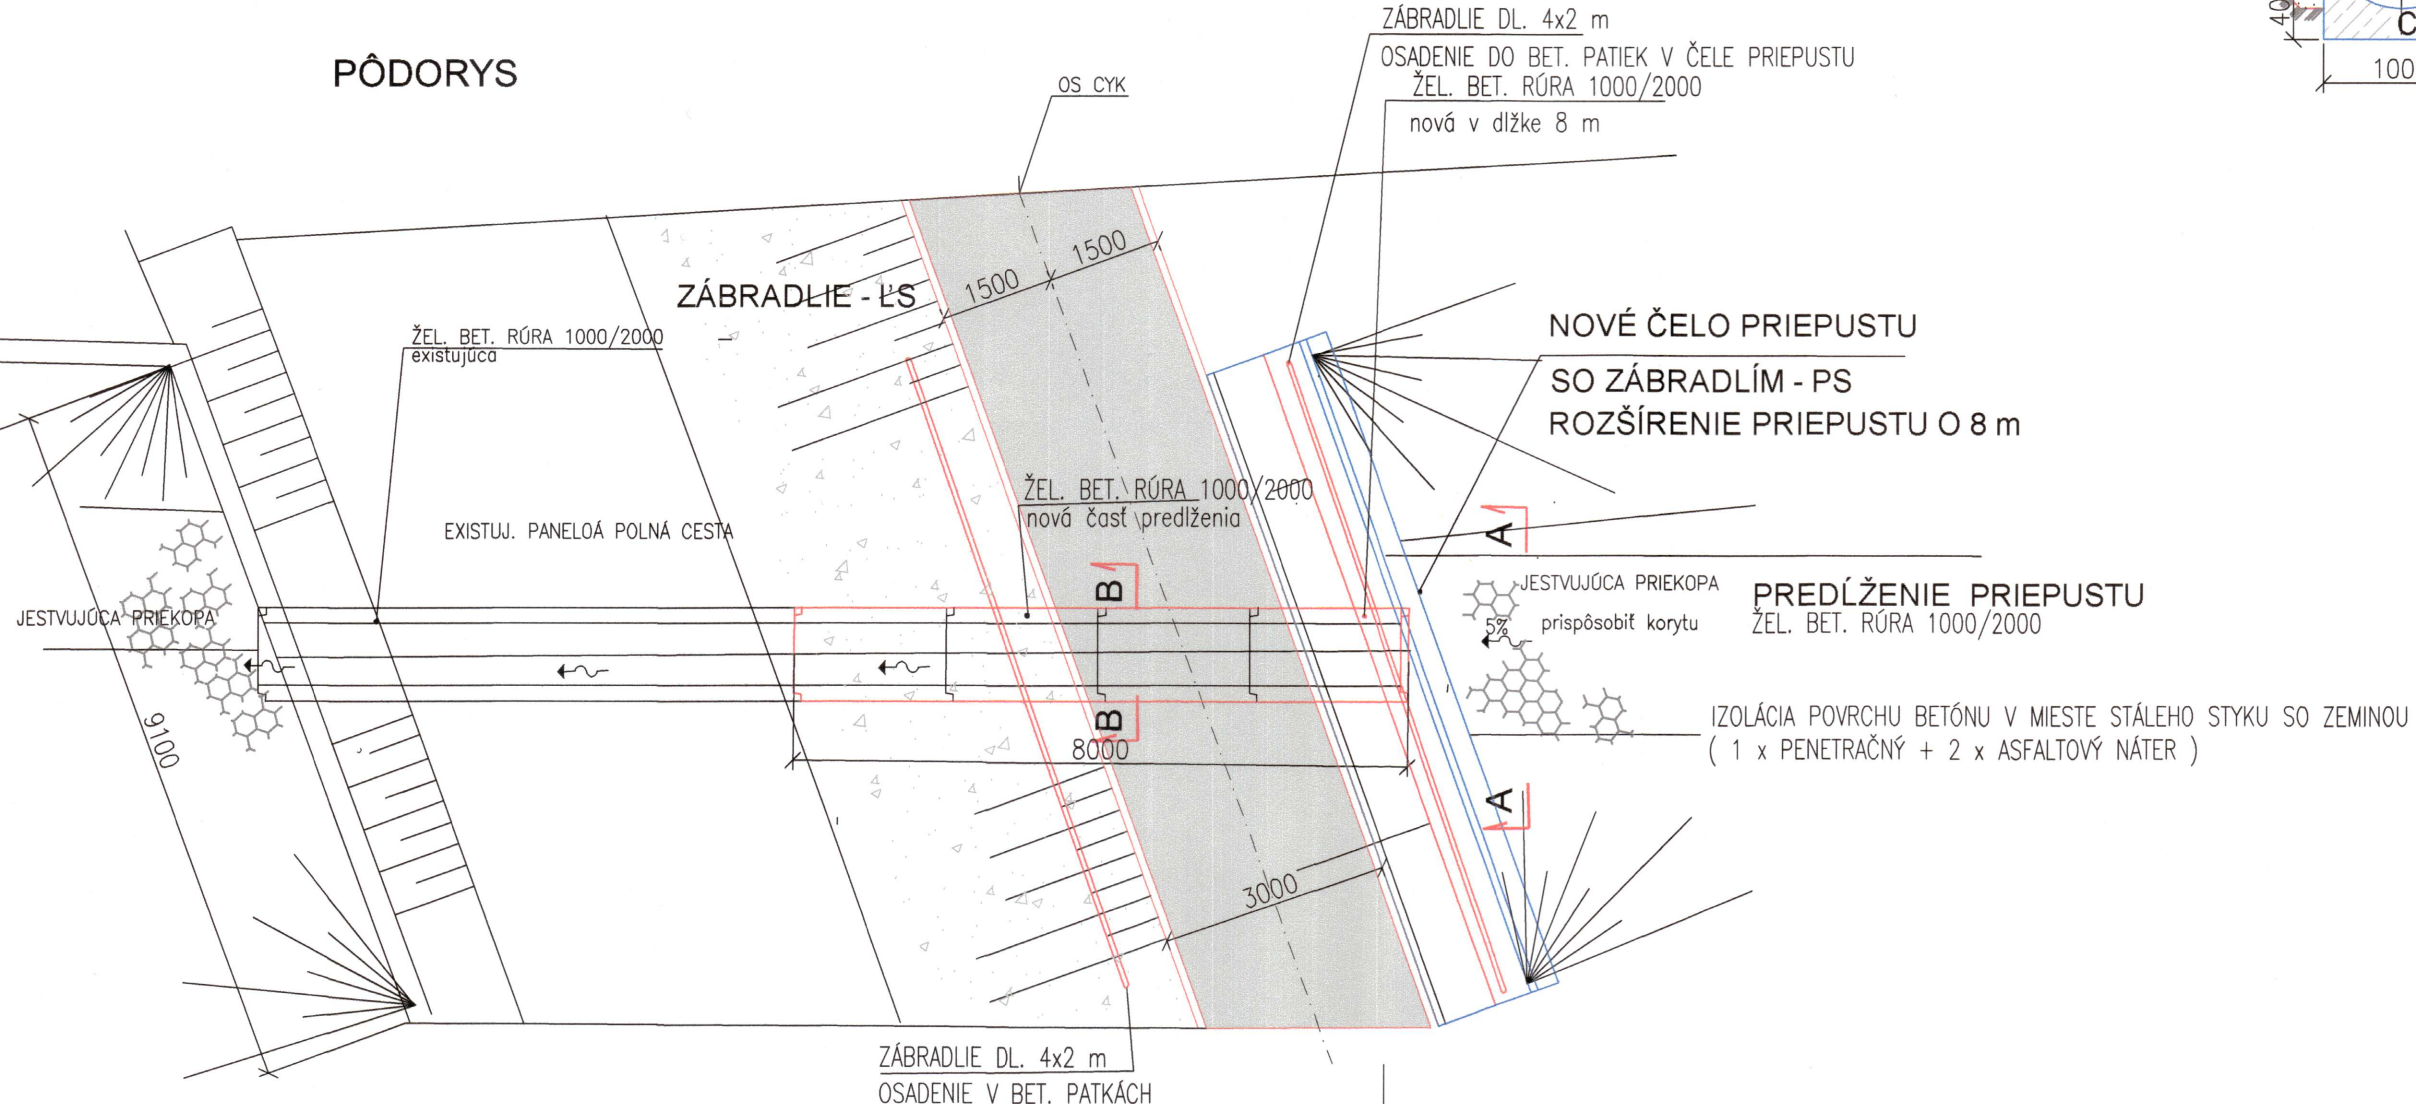 PÔDORYS
OS CYK
ZÁBRADLIE DL. 4x2 m
OSADENIE DO BET. PATIEK V ČELE PRIEPUSTU
ŽEL. BET. RÚRA 1000/2000
nová v dlžke 8 m
40
C
100
1500
1500
ZÁBRADLIE - ĽS
ŽEL. BET. RÚRA 1000/2000
existujúca
NOVÉ ČELO PRIEPUSTU
SO ZÁBRADLÍM - PS
ROZŠÍRENIE PRIEPUSTU O 8 m
ŽEL. BET. RÚRA 1000/2000
nová časť predlženia
EXISTUJ. PANELOÁ POLNÁ CESTA
A
B
JESTVUJÚCA PRIEKOPA
JESTVUJÚCA PRIEKOPA
prispôsobiť korytu
5%
PREDĹŽENIE PRIEPUSTU
ŽEL. BET. RÚRA 1000/2000
9100
B
8000
IZOLÁCIA POVRCHU BETÓNU V MIESTE STÁLEHO STYKU SO ZEMINOU
( 1 x PENETRAČNÝ + 2 x ASFALTOVÝ NÁTER )
A
3000
ZÁBRADLIE DL. 4x2 m
OSADENIE V BET. PATKÁCH